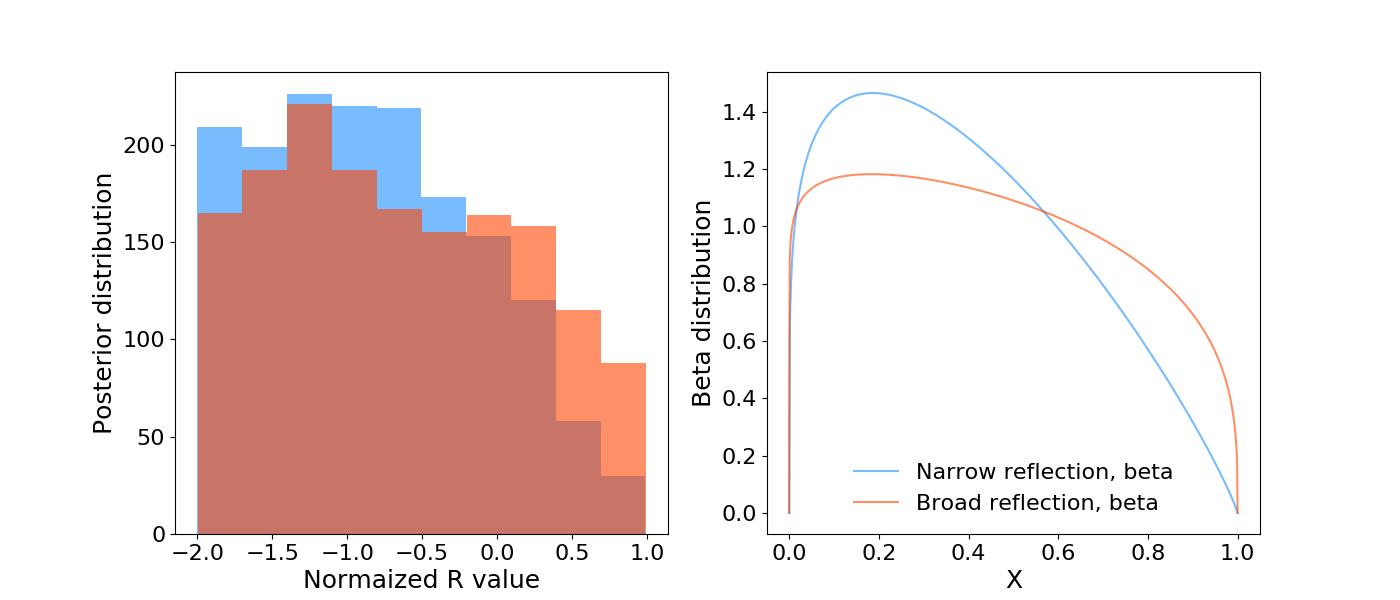 Posterior distribution
200
150
100
50
0
−2.0 −1.5 −1.0 −0.5 0.0 0.5 1.0
Normaized R value
Beta distribution
1.4
1.2
1.0
0.8
0.6
0.4
0.2
0.0
Narrow reflection, beta
Broad reflection, beta
0.0 0.2 0.4 0.6 0.8 1.0
X